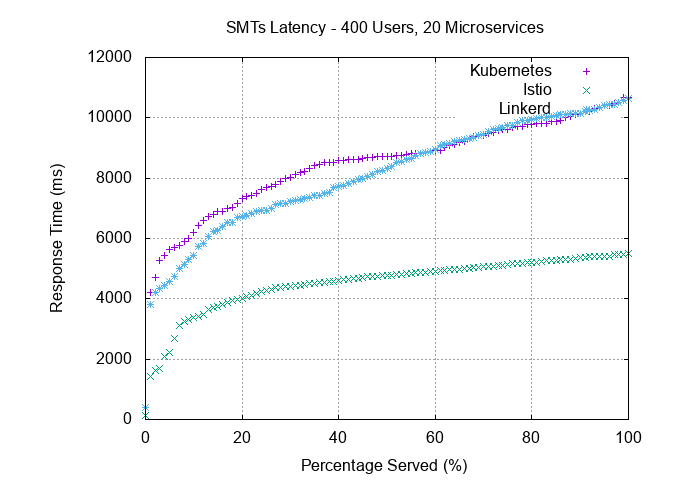 SMTs Latency - 400 Users, 20 Microservices
12000
10000
8000
6000
4000
2000
0
Response Time (ms)
Kubernetes
Istio
Linkerd
0 20 40 60 80 100
Percentage Served (%)